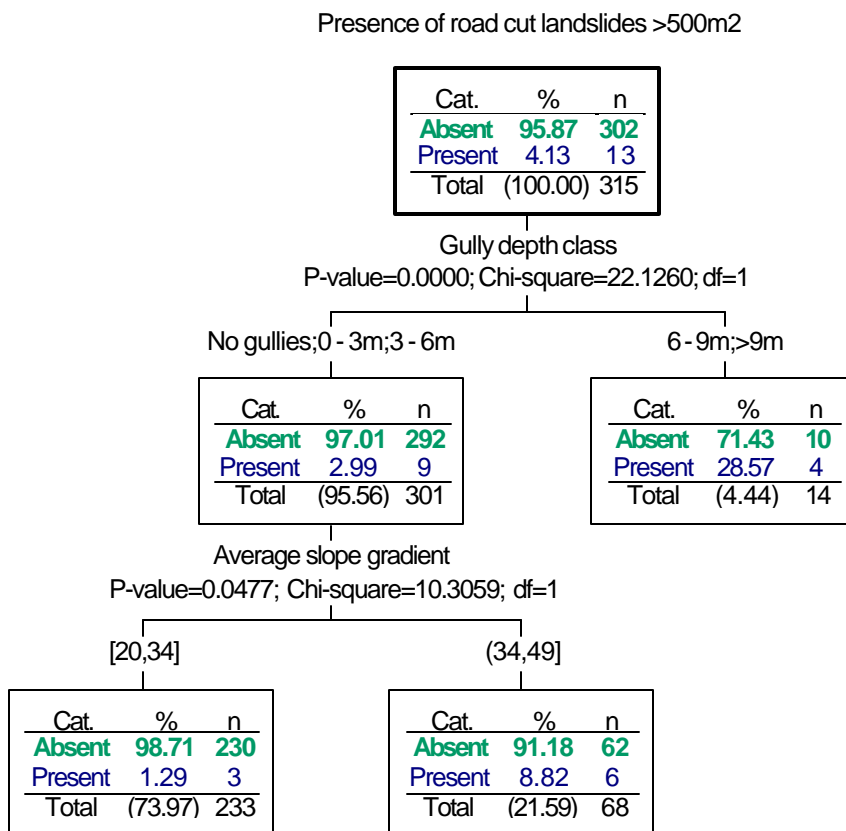 Presence of road cut landslides >500m2
Cat. % n
Absent 95.87 302
Present 4.13 13
Total (100.00) 315
Gully depth class
P-value=0.0000; Chi-square=22.1260; df=1
No gullies;0 - 3m;3 - 6m
Cat. % n
Absent 97.01 292
Present 2.99 9
Total (95.56) 301
6 - 9m;>9m
Cat. % n
Absent 71.43 10
Present 28.57 4
Total (4.44) 14
Average slope gradient
P-value=0.0477; Chi-square=10.3059; df=1
[20,34]
Cat. % n
Absent 98.71 230
Present 1.29 3
Total (73.97) 233
(34,49]
Cat. % n
Absent 91.18 62
Present 8.82 6
Total (21.59) 68